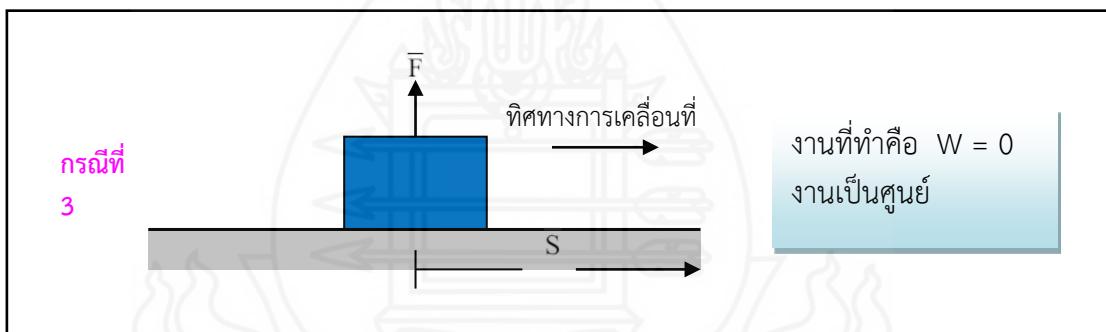 F̅
ทิศทางการเคลื่อนที่
กรณีที่
3
S
งานที่ทำคือ W = 0
งานเป็นศูนย์